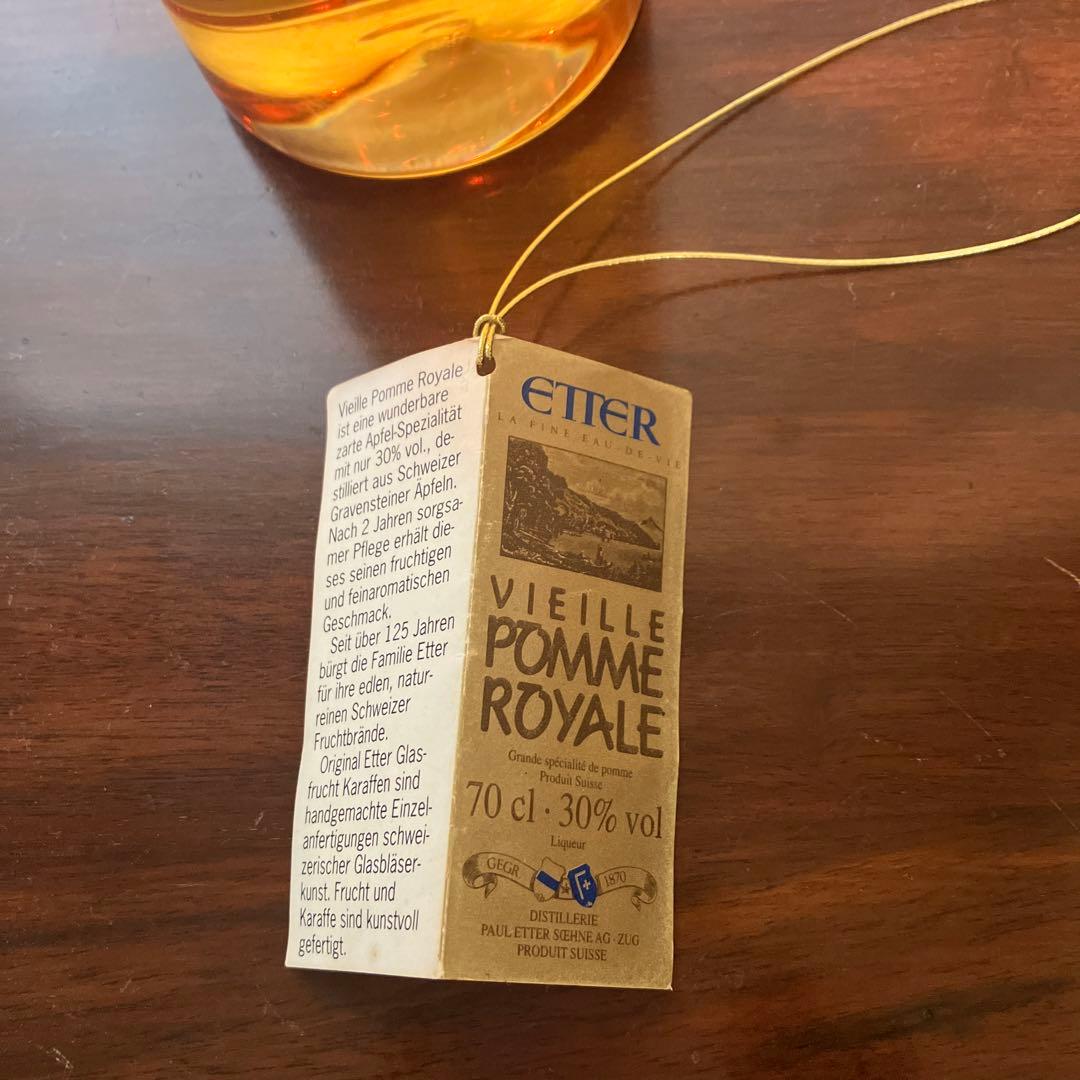 Vieille Pomme Royale
ist eine wunderbare
zarte Apfel-Spezialität
mit nur 30% vol., de-
stilliert aus Schweizer
Gravensteiner Äpfeln.
Nach 2 Jahren sorgsa-
mer Pflege erhält die-
ses seinen fruchtigen
und feinaromatischen
Geschmack.
Seit über 125 Jahren
bürgt die Familie Etter
für ihre edlen, natur-
reinen Schweizer
Fruchtbrände.
Original Etter Glas-
frucht Karaffen sind
handgemachte Einzel-
anfertigungen schwei-
zerischer Glasbläser-
kunst. Frucht und
Karaffe sind kunstvoll
gefertigt.
ETTER
LA FINE EAU-DE-VIE
VIEILLE
POMME
ROYALE
Grande spécialité de pomme
Produit Suisse
70 cl · 30% vol
Liqueur
GEGR 1870
DISTILLERIE
PAUL ETTER SŒHNE AG · ZUG
PRODUIT SUISSE